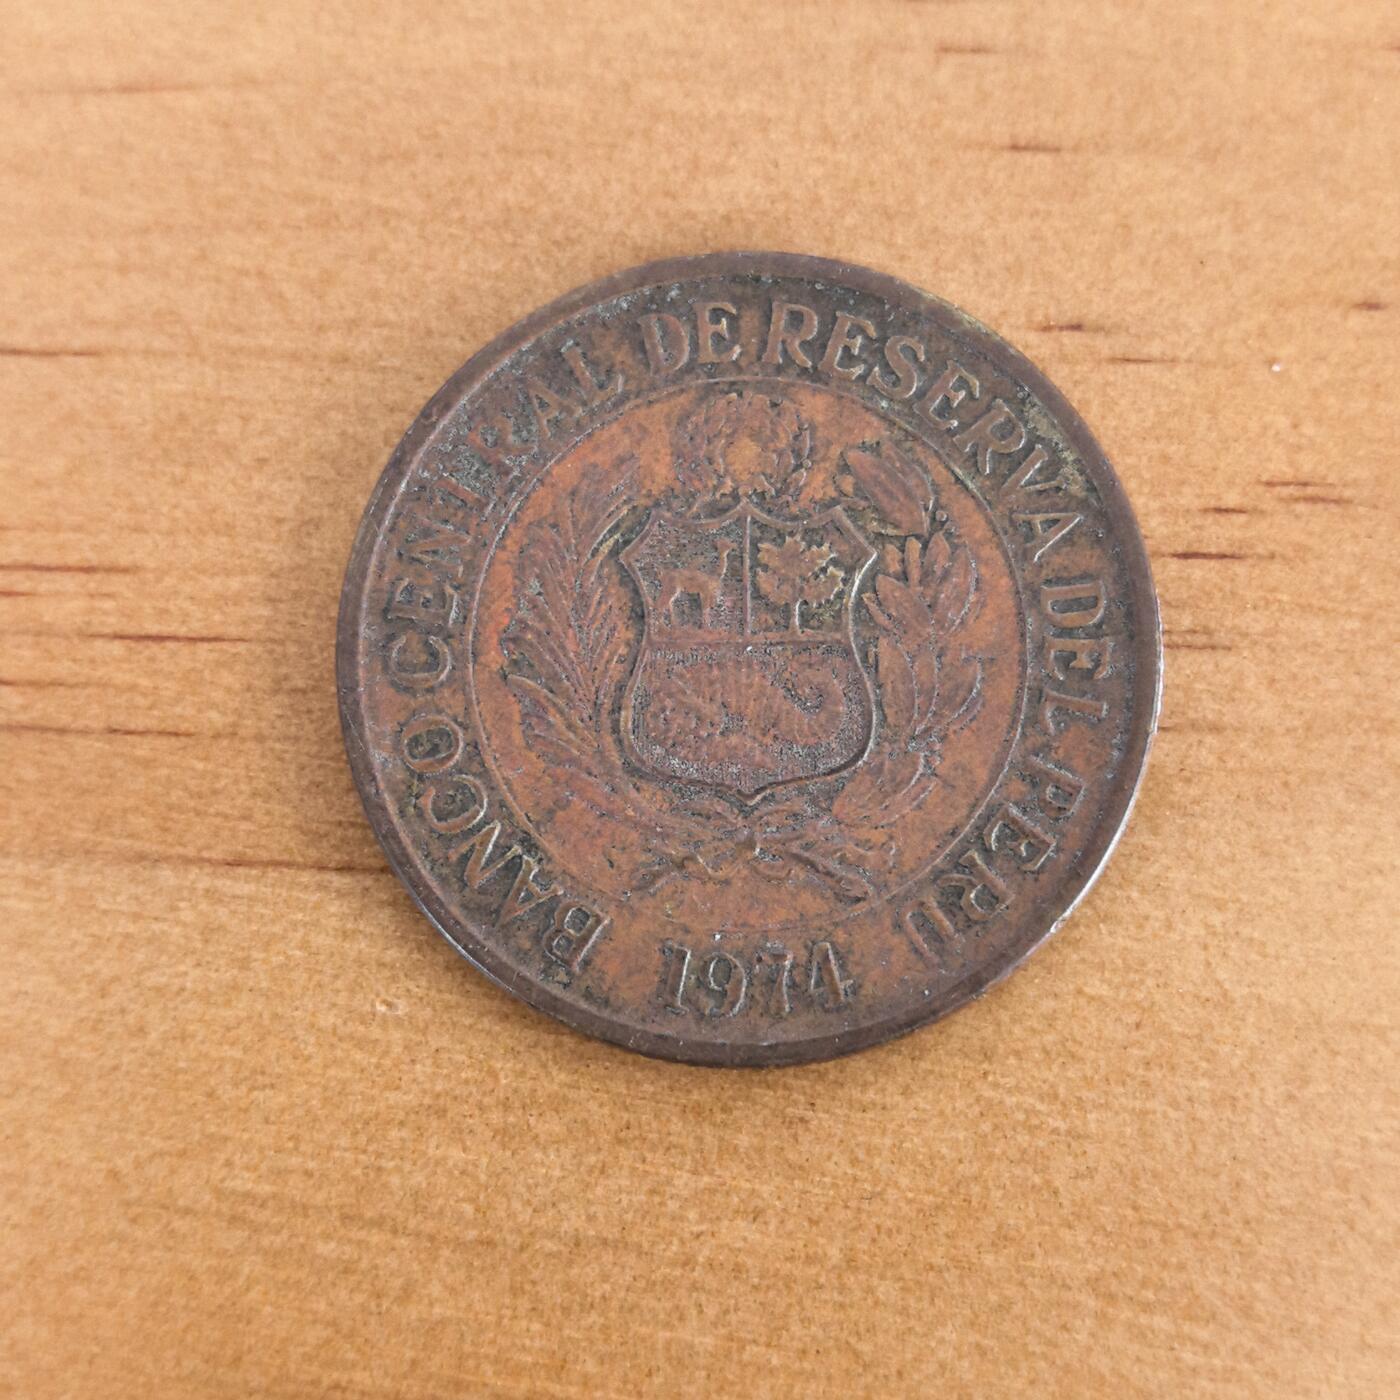 BANCO CENTRAL DE RESERVA DEL PERU
1974